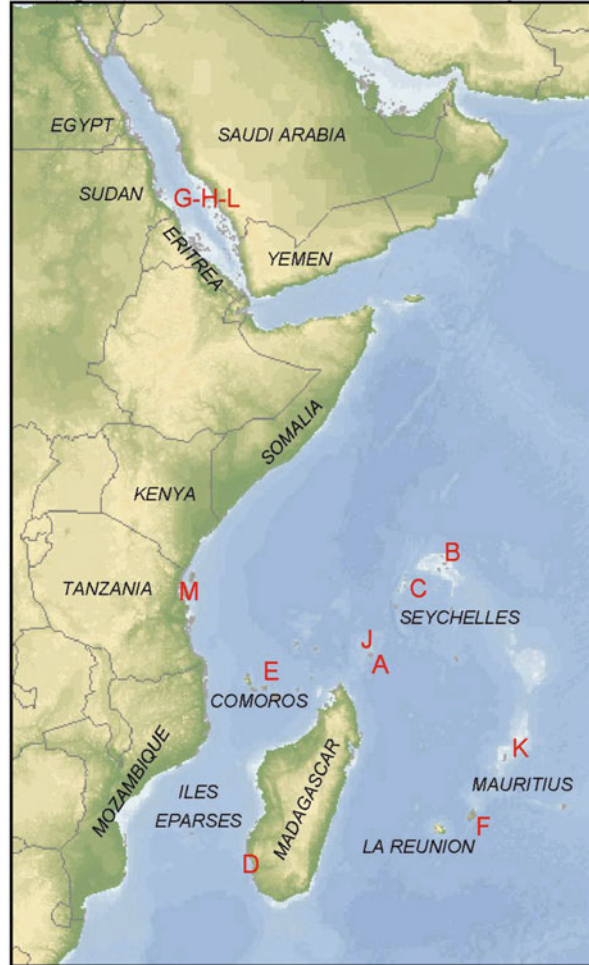 EGYPT
SAUDI ARABIA
SUDAN
G-H-L
ERITREA
YEMEN
SOMALIA
KENYA
B
TANZANIA
M
C
SEYCHELLES
J
A
E
COMOROS
MOZAMBIQUE
MADAGASCAR
K
ILES
EPARSES
MAURITIUS
F
LA REUNION
D